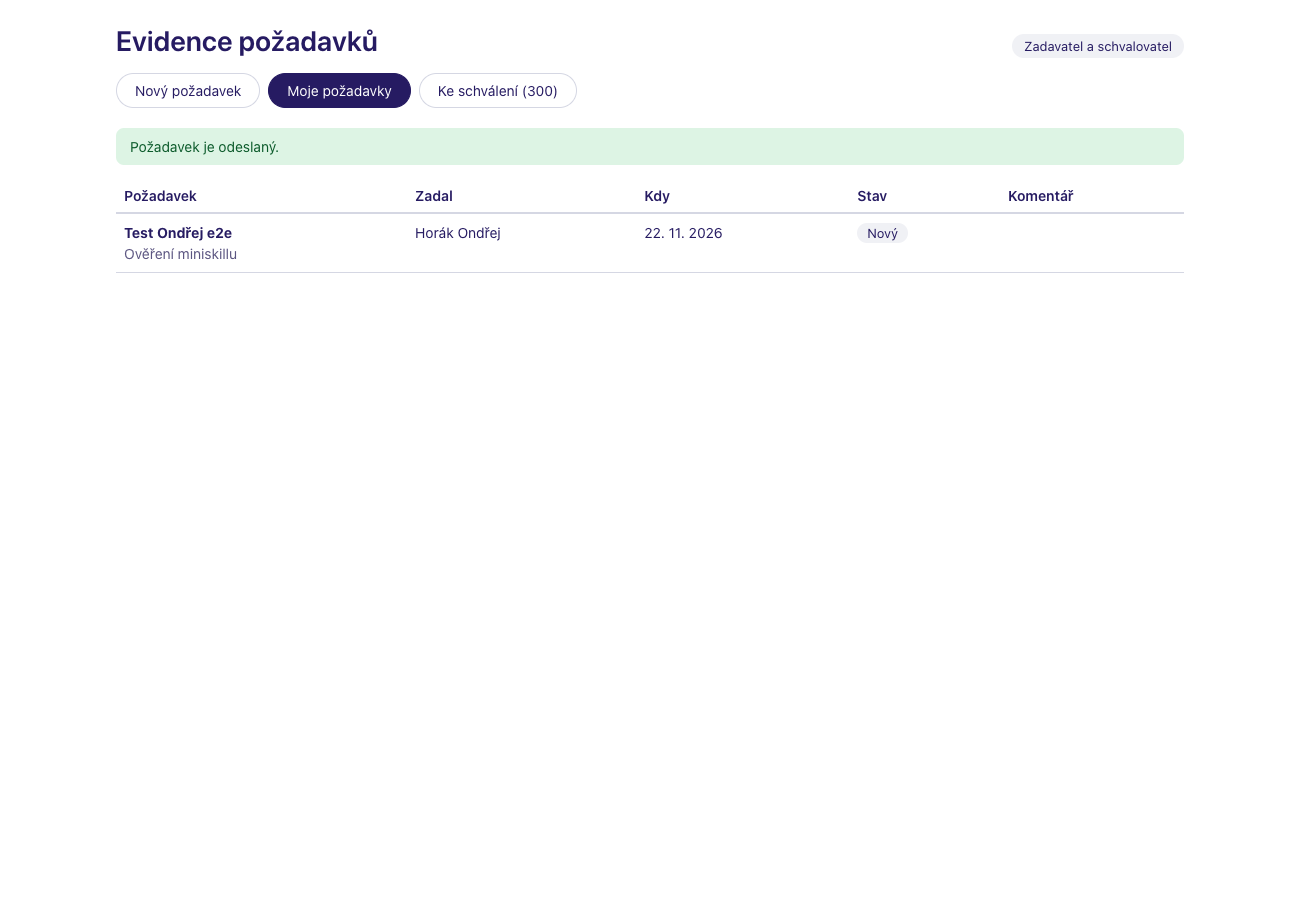 Evidence požadavků
Zadavatel a schvalovatel
Nový požadavek
Moje požadavky
Ke schválení (300)
Požadavek je odeslaný.
Požadavek Zadal Kdy Stav Komentář
Test Ondřej e2e Horák Ondřej 22. 11. 2026 Nový
Ověření miniskillu